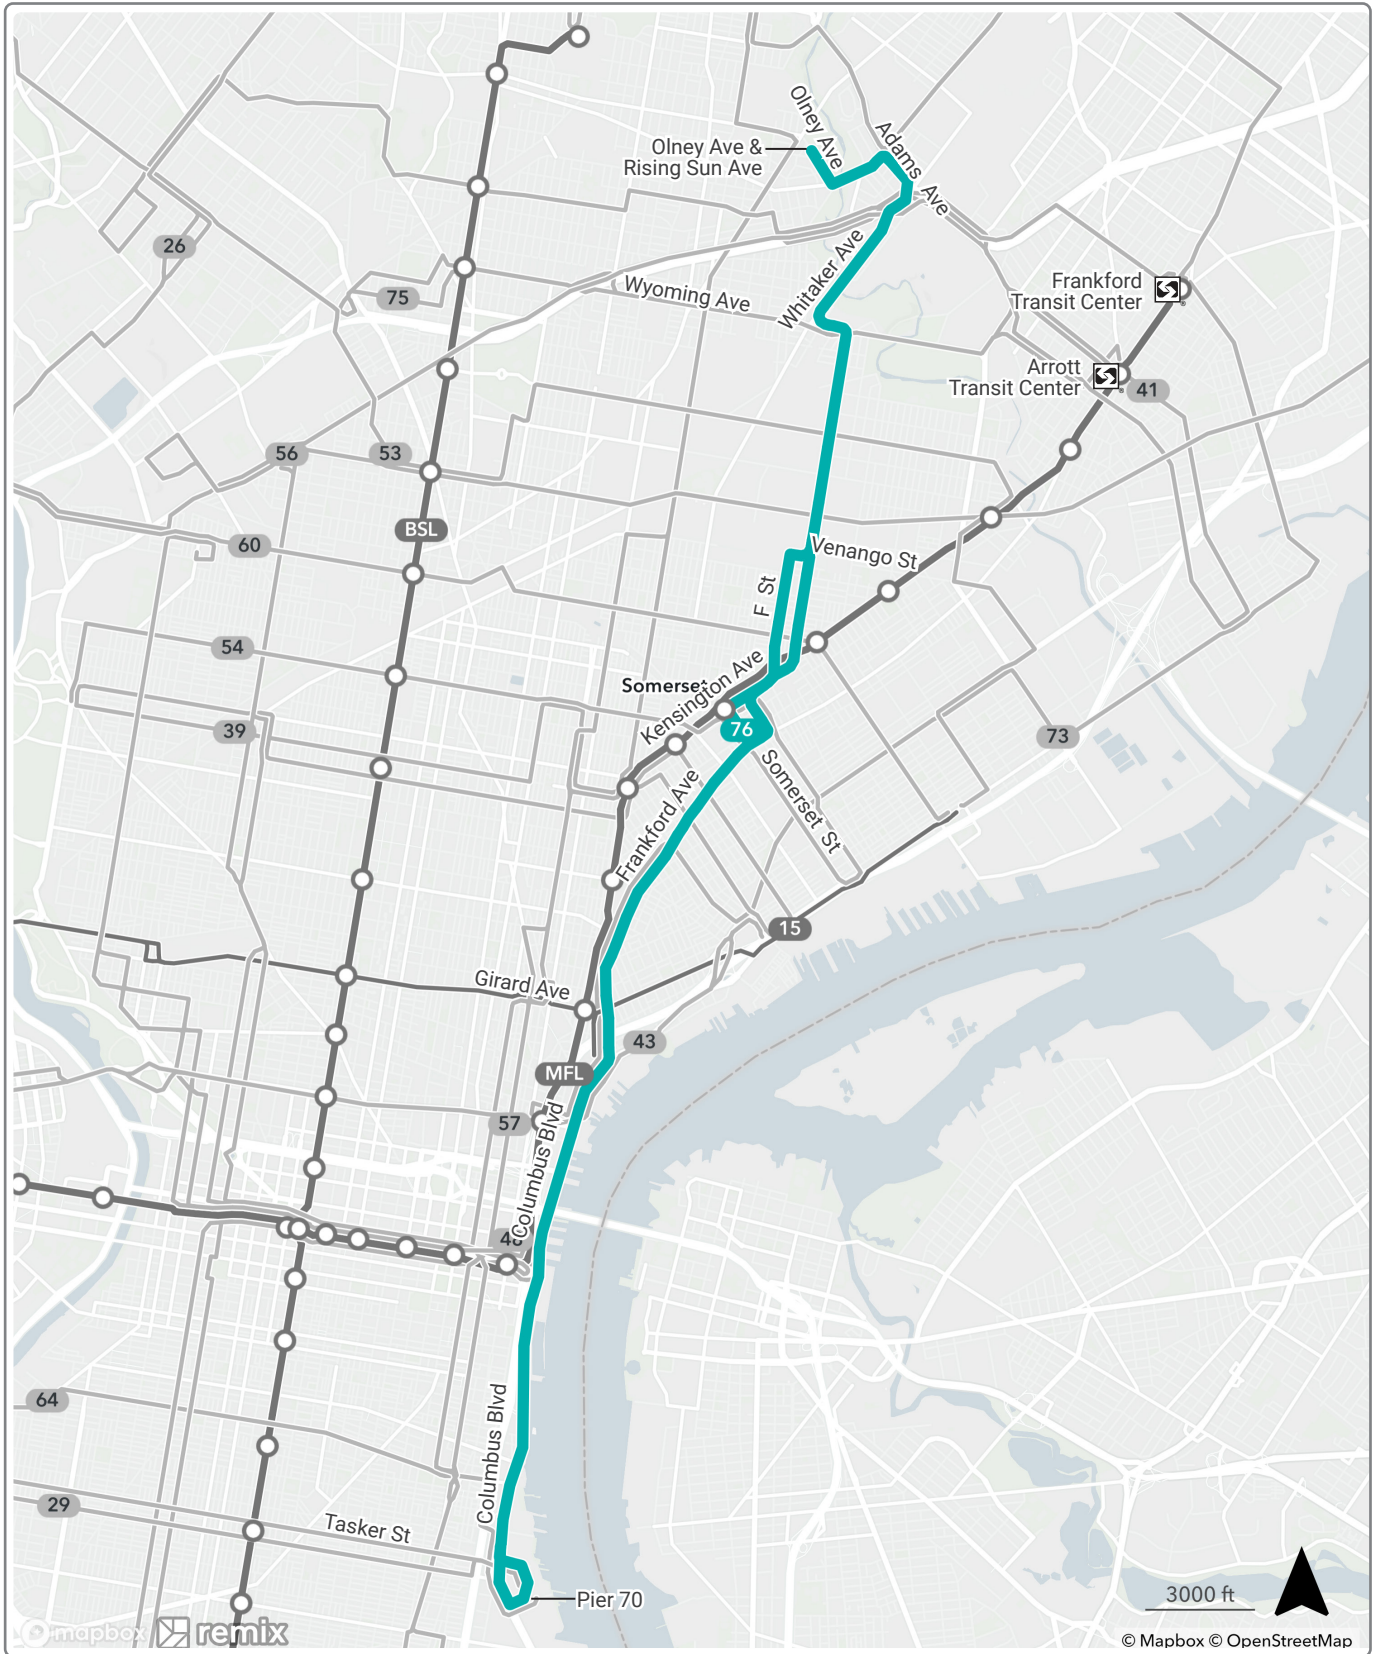 Olney Ave
Adams Ave
Olney Ave &
Rising Sun Ave
26
Whitaker Ave
Wyoming Ave
75
Frankford
Transit Center
Arrott
Transit Center
41
56
53
BSL
60
Venango St
F St
54
Kensington Ave
Somerset
39
76
73
Somerset St
Frankford Ave
15
Girard Ave
43
MFL
57
Columbus Blvd
64
Columbus Blvd
29
Tasker St
Pier 70
3000 ft
mapbox
remix
© Mapbox © OpenStreetMap